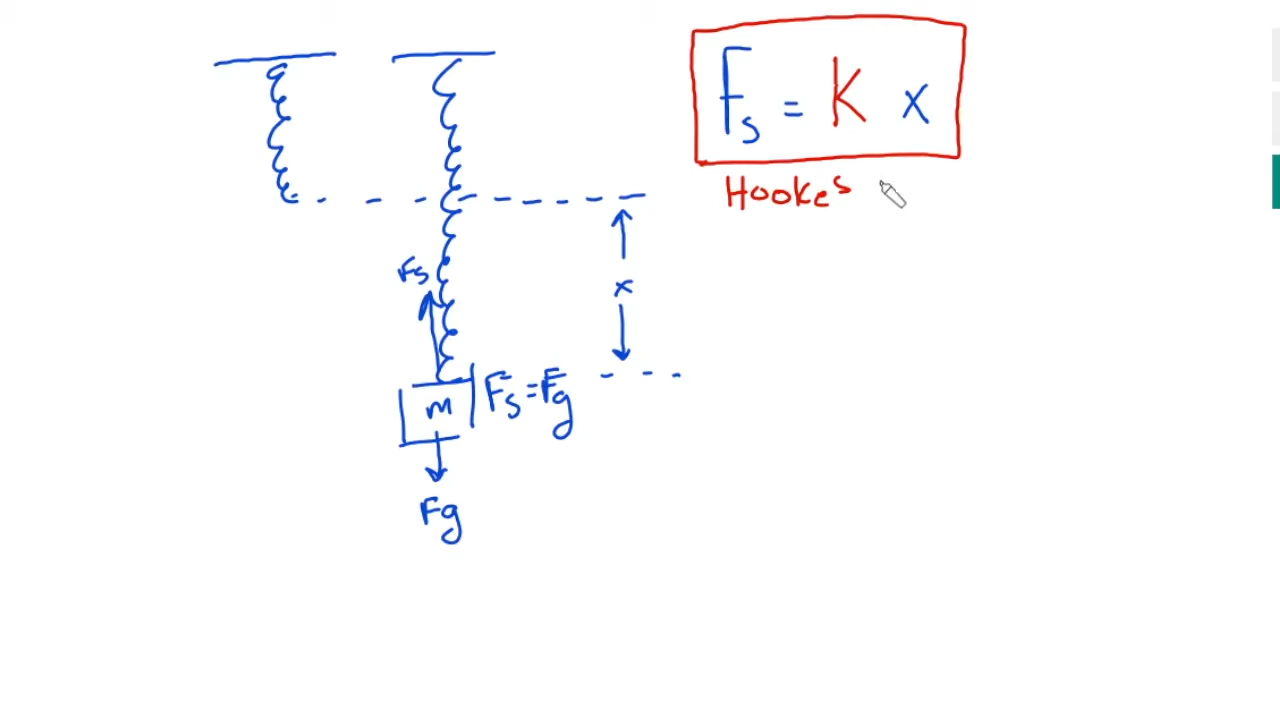 Fs = K x
Hookes
Fs
x
m
Fs = Fg
Fg